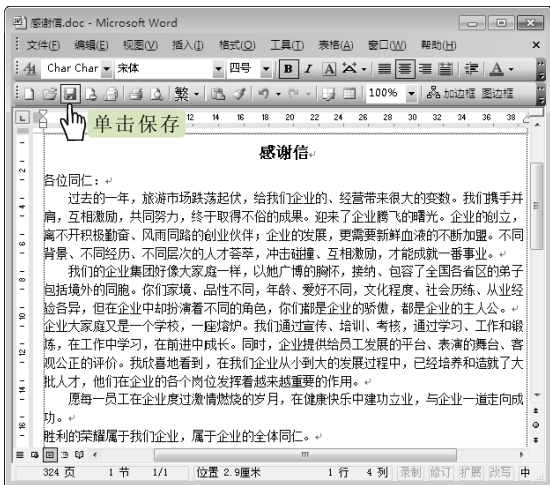 感谢信.doc - Microsoft Word
文件(F) 编辑(E) 视图(V) 插入(I) 格式(O) 工具(T) 表格(A) 窗口(W) 帮助(H)
Char Char 宋体 四号 B I A
繁 100% 加边框 图边框
单击保存
12 14 16 18 20 22 24 26 28 30 32 34 36 38
感谢信
各位同仁：
过去的一年，旅游市场跌荡起伏，给我们企业的、经营带来很大的变数。我们携手并
肩，互相激励，共同努力，终于取得不俗的成果。迎来了企业腾飞的曙光。企业的创立，
离不开积极勤奋、风雨同路的创业伙伴；企业的发展，更需要新鲜血液的不断加盟。不同
背景、不同经历、不同层次的人才荟萃，冲击碰撞、互相激励，才能成就一番事业。
我们的企业集团好像大家庭一样，以她广博的胸怀，接纳、包容了全国各省区的弟子
包括境外的同胞。你们家境、品性不同，年龄、爱好不同，文化程度、社会历练、从业经
验各异，但在企业中却扮演着不同的角色，你们都是企业的骄傲，都是企业的主人公。
企业大家庭又是一个学校，一座熔炉。我们通过宣传、培训、考核，通过学习、工作和锻
炼，在工作中学习，在前进中成长。同时，企业提供给员工发展的平台、表演的舞台、客
观公正的评价。我欣喜地看到，在我们企业从小到大的发展过程中，已经培养和造就了大
批人才，他们在企业的各个岗位发挥着越来越重要的作用。
愿每一员工在企业度过激情燃烧的岁月，在健康快乐中建功立业，与企业一道走向成
功。
胜利的荣耀属于我们企业，属于企业的全体同仁。
324 页 1 节 1/1 位置 2.9厘米 1 行 4 列 录制 修订 扩展 改写 中